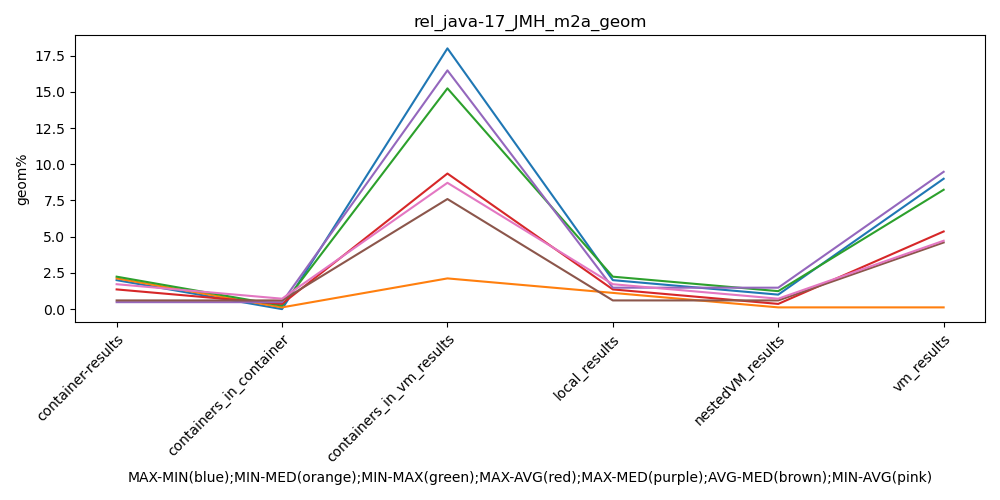 rel_java-17_JMH_m2a_geom
geom%
17.5
15.0
12.5
10.0
7.5
5.0
2.5
0.0
container-results
containers_in_container
containers_in_vm_results
local_results
nestedVM_results
vm_results
MAX-MIN(blue);MIN-MED(orange);MIN-MAX(green);MAX-AVG(red);MAX-MED(purple);AVG-MED(brown);MIN-AVG(pink)